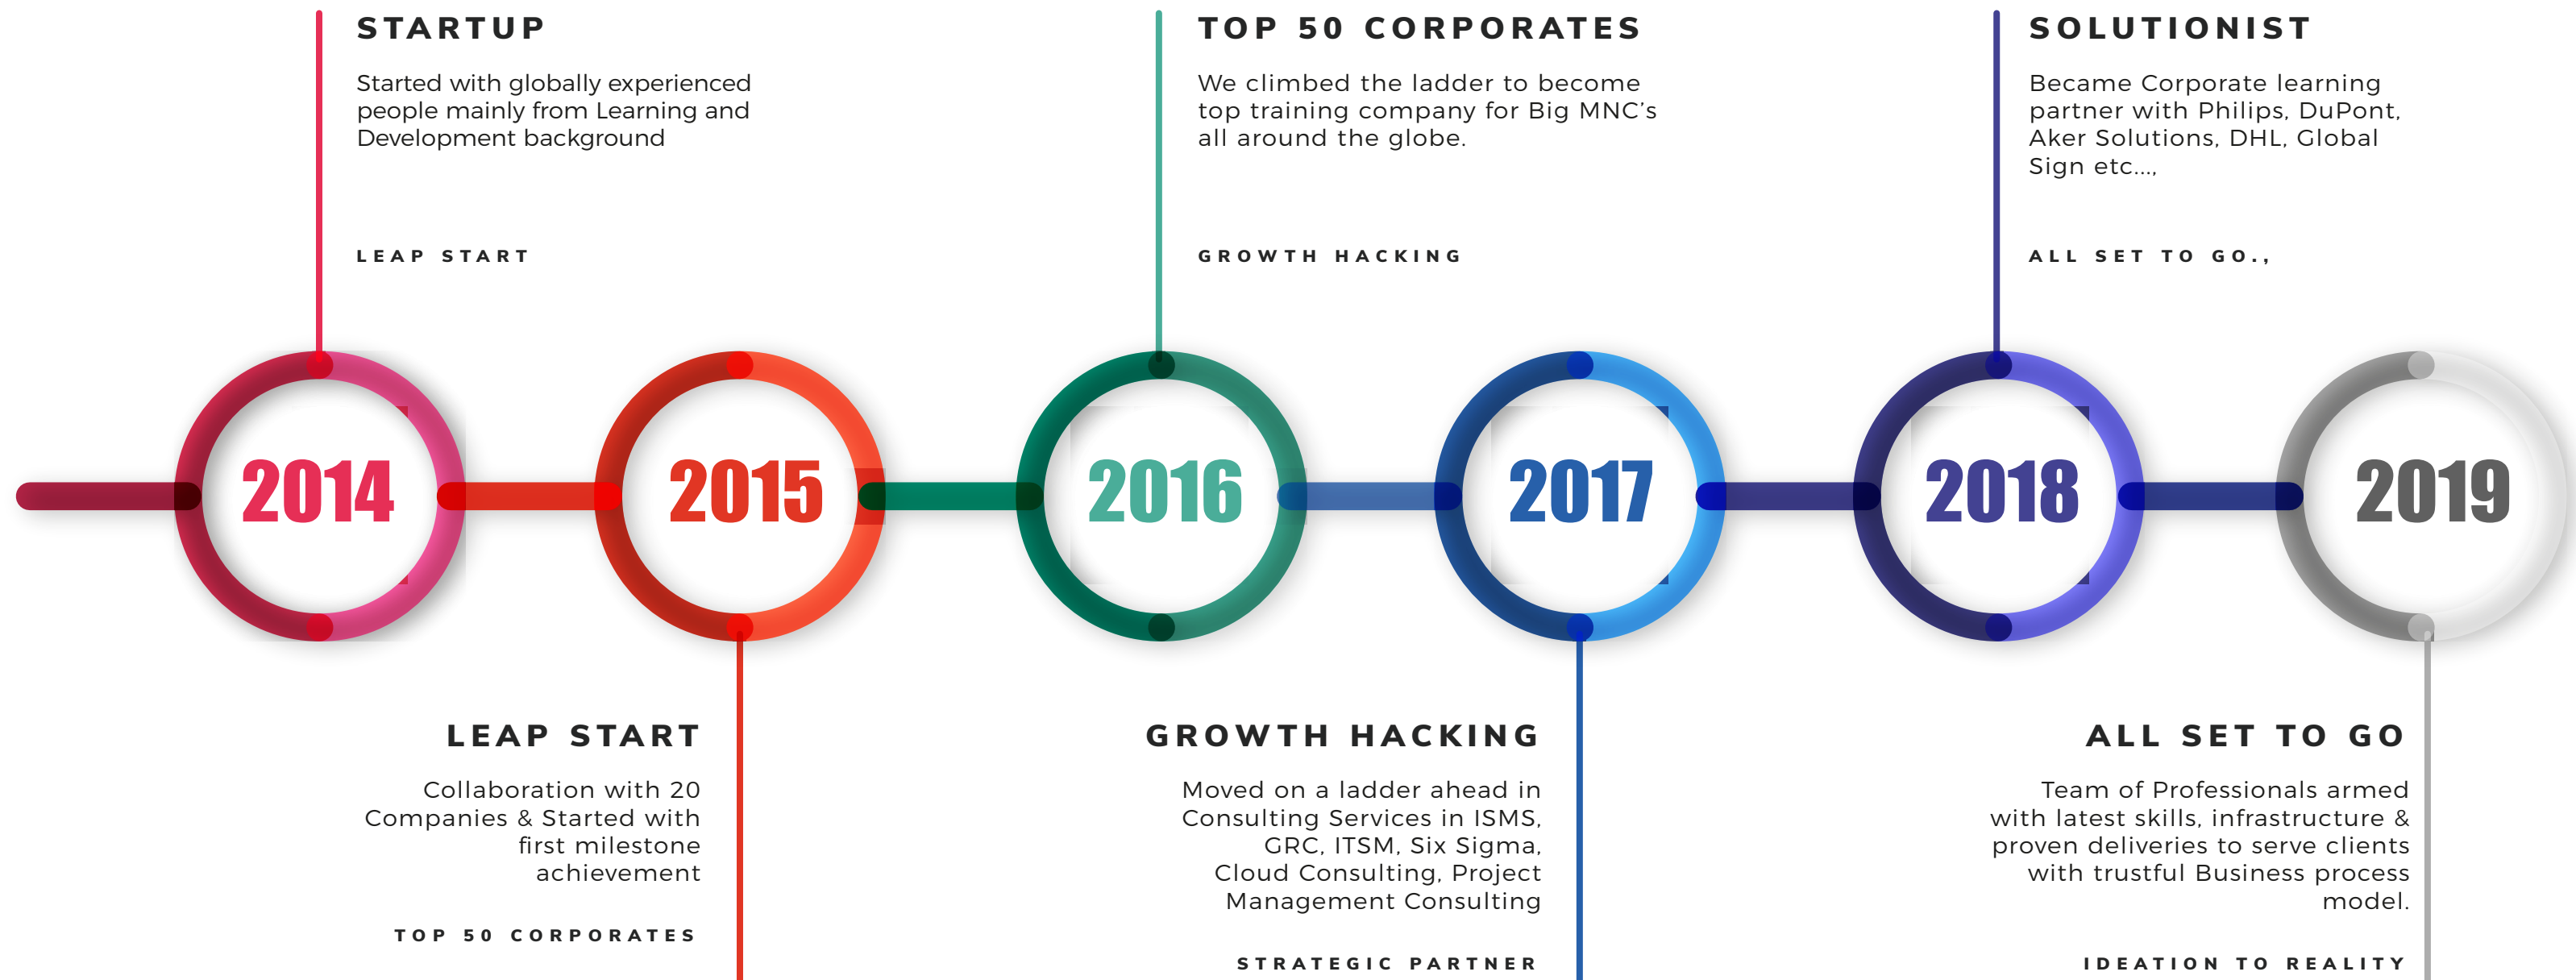 STARTUP
Started with globally experienced
people mainly from Learning and
Development background
LEAP START
TOP 50 CORPORATES
We climbed the ladder to become
top training company for Big MNC’s
all around the globe.
GROWTH HACKING
SOLUTIONIST
Became Corporate learning
partner with Philips, DuPont,
Aker Solutions, DHL, Global
Sign etc...,
ALL SET TO GO.,
2014
2015
2016
2017
2018
2019
LEAP START
Collaboration with 20
Companies & Started with
first milestone
achievement
TOP 50 CORPORATES
GROWTH HACKING
Moved on a ladder ahead in
Consulting Services in ISMS,
GRC, ITSM, Six Sigma,
Cloud Consulting, Project
Management Consulting
STRATEGIC PARTNER
ALL SET TO GO
Team of Professionals armed
with latest skills, infrastructure &
proven deliveries to serve clients
with trustful Business process
model.
IDEATION TO REALITY